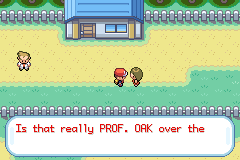 Is that really PROF. OAK over the